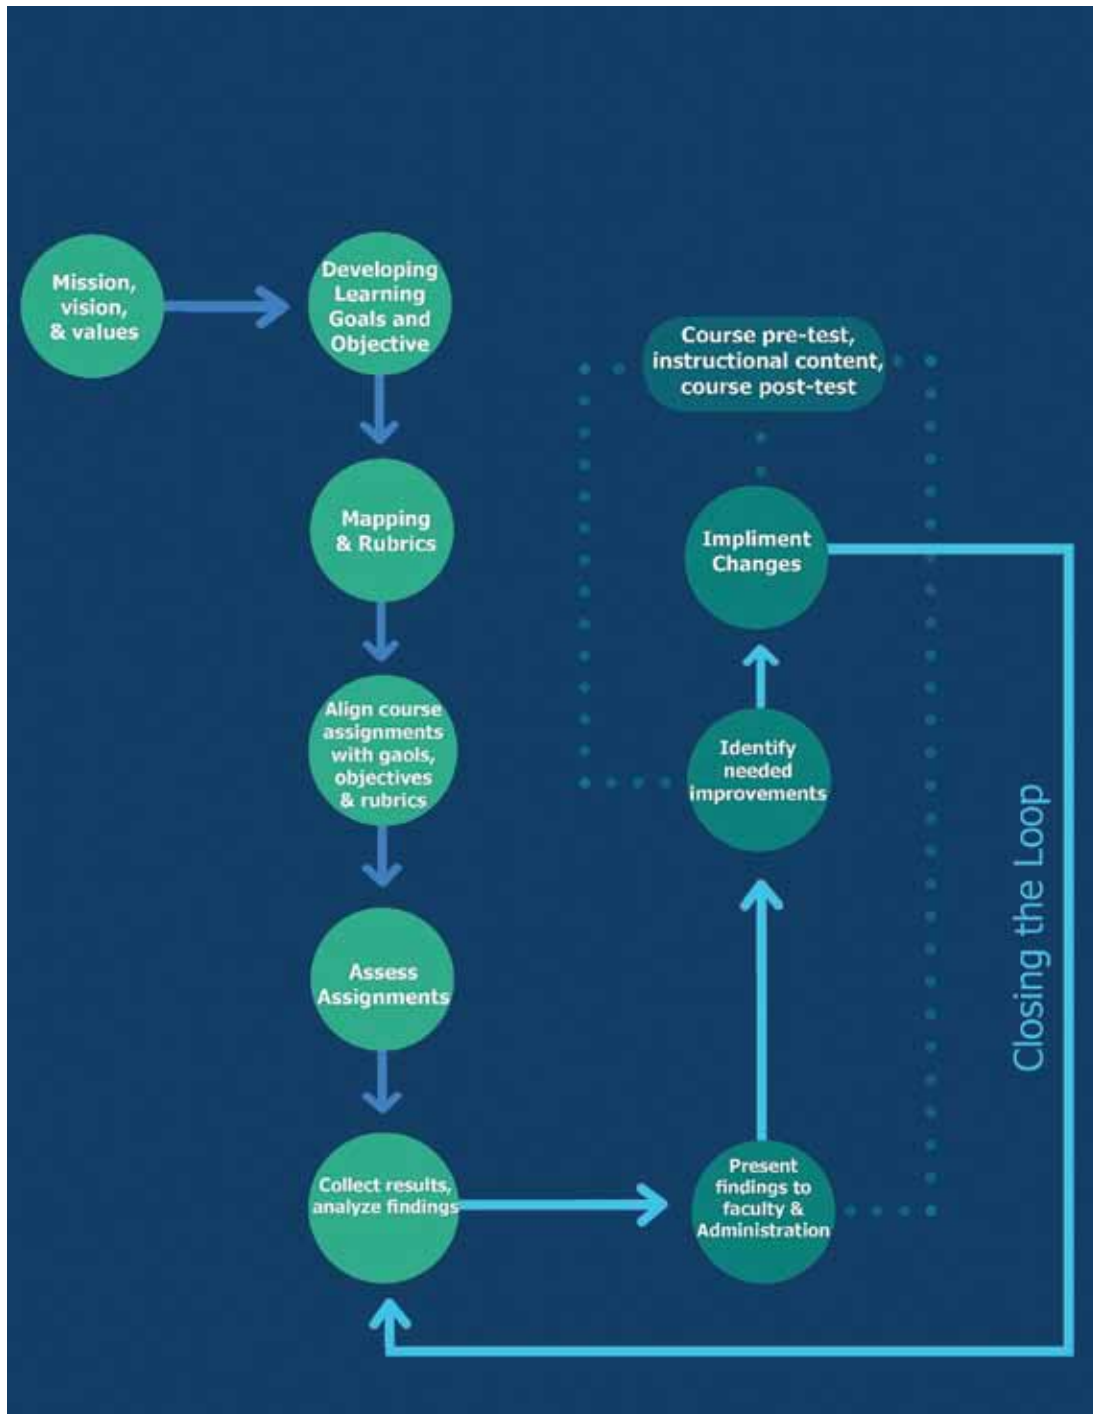 Mission,
vision,
& values
Developing
Learning
Goals and
Objective
Mapping
& Rubrics
Align course
assignments
with gaols,
objectives
& rubrics
Assess
Assignments
Collect results,
analyze findings
Present
findings to
faculty &
Administration
Identify
needed
improvements
Impliment
Changes
Course pre-test,
instructional content,
course post-test
Closing the Loop